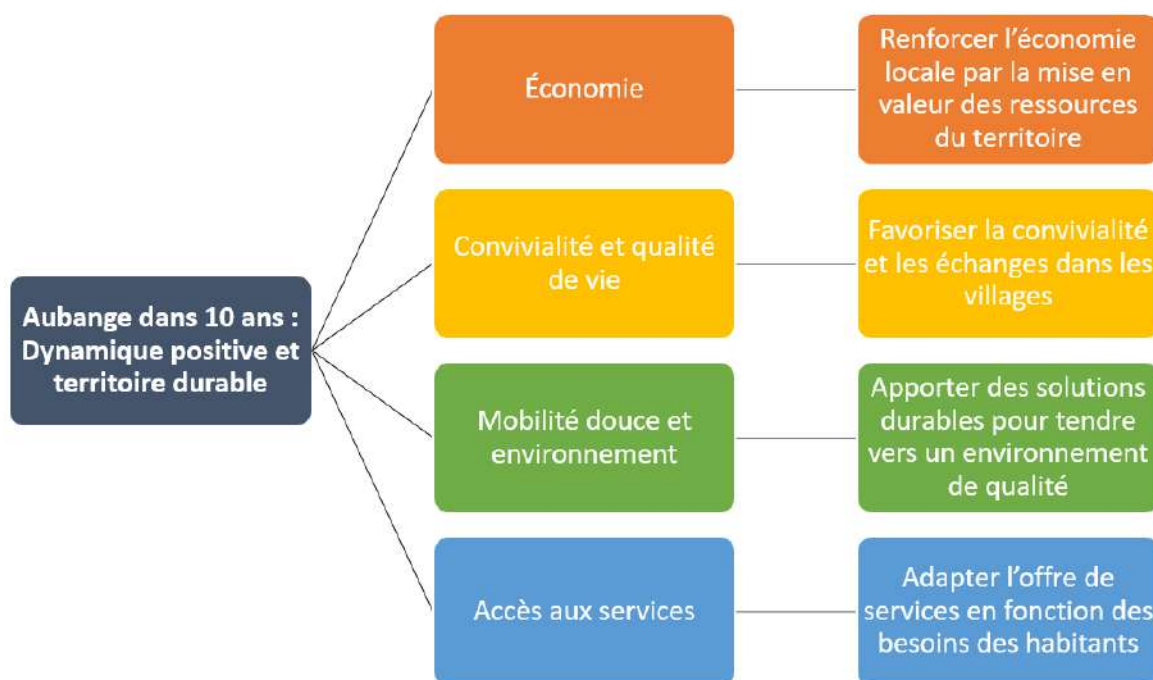 Aubange dans 10 ans :
Dynamique positive et
territoire durable
Économie
Renforcer l’économie
locale par la mise en
valeur des ressources
du territoire
Convivialité et qualité
de vie
Favoriser la convivialité
et les échanges dans les
villages
Mobilité douce et
environnement
Apporter des solutions
durables pour tendre
vers un environnement
de qualité
Accès aux services
Adapter l’offre de
services en fonction des
besoins des habitants